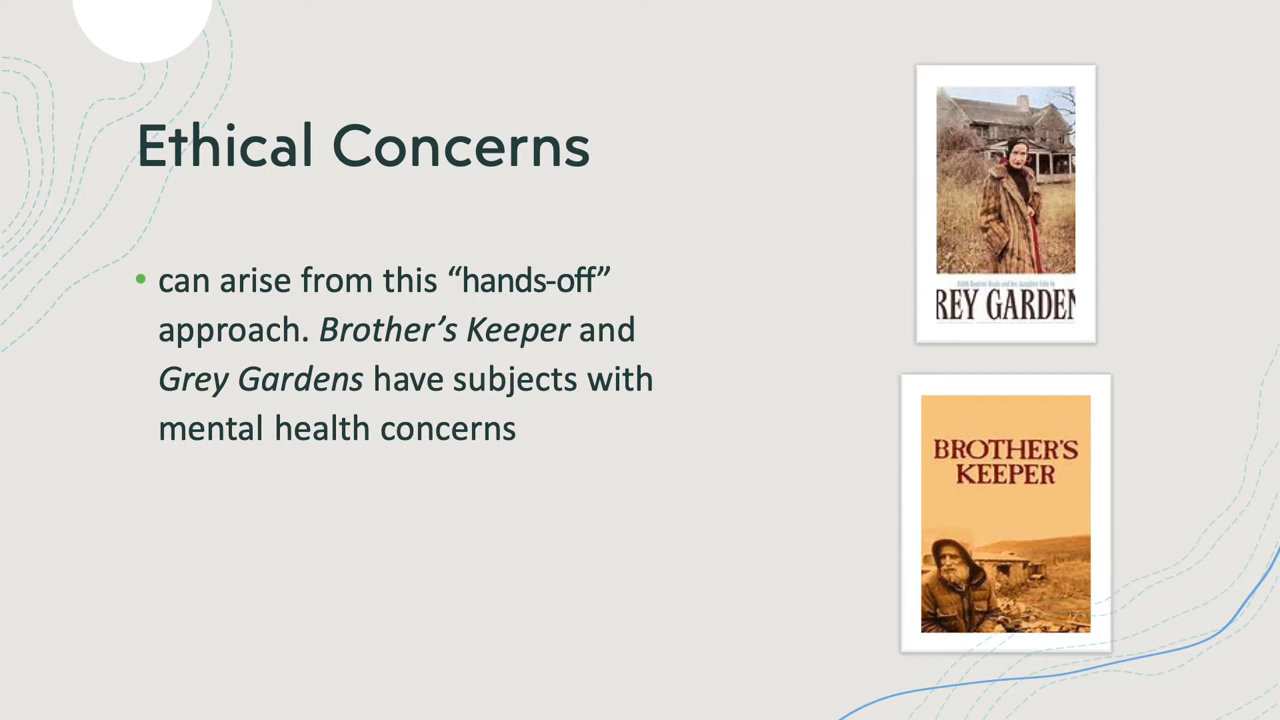 Ethical Concerns
• can arise from this “hands-off”
approach. Brother’s Keeper and
Grey Gardens have subjects with
mental health concerns
REY GARDEN
BROTHER'S
KEEPER